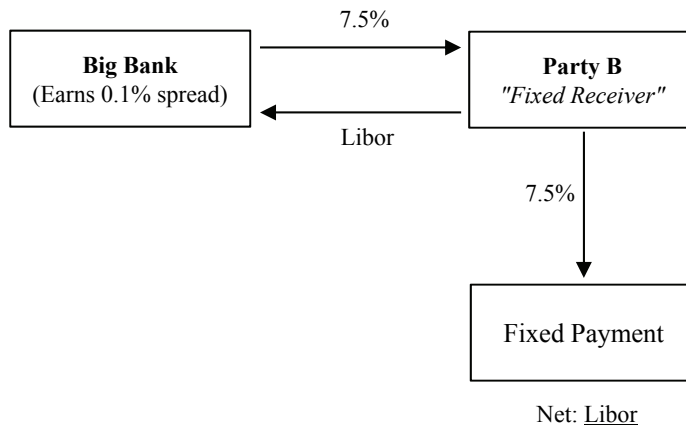 7.5%
Big Bank
(Earns 0.1% spread)
Party B
"Fixed Receiver"
Libor
7.5%
Fixed Payment
Net: Libor